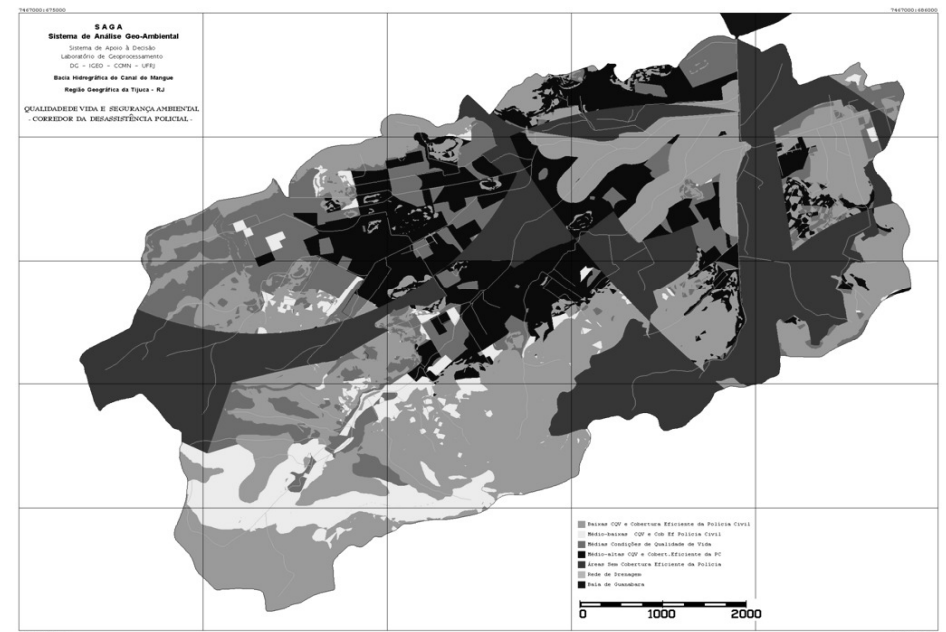 7467000:675000
7467000:686000
SAGA
Sistema de Análise Geo-Ambiental
Sistema de Apoio à Decisão
Laboratório de Geoprocessamento
DG - IGEO - CCMN - UFRJ
Bacia Hidrográfica do Canal do Mangue
Região Geográfica da Tijuca - RJ
QUALIDADE DE VIDA E SEGURANÇA AMBIENTAL
- CORREDOR DA DESASSISTÊNCIA POLICIAL -
Baixas CQV e Cobertura Eficiente da Polícia Civil
Médio-baixas CQV e Cob Ef Polícia Civil
Médias Condições de Qualidade de Vida
Médio-altas CQV e Cobert.Eficiente da PC
Áreas Sem Cobertura Eficiente da Polícia
Rede de Drenagem
Baía de Guanabara
0 1000 2000